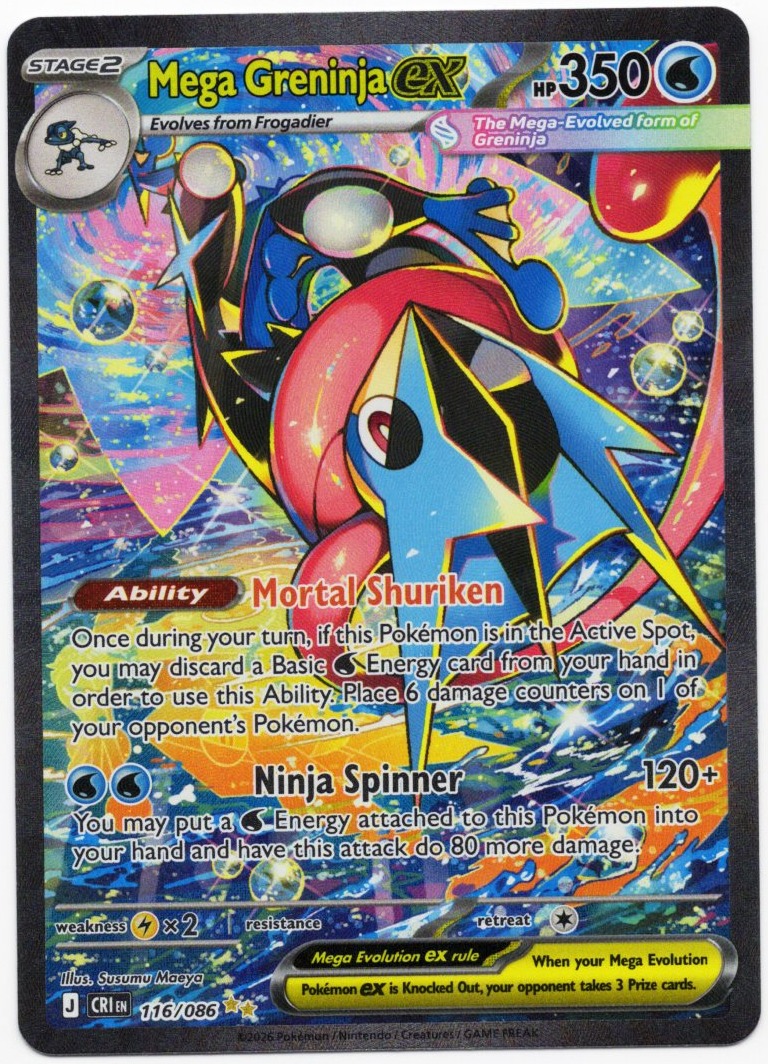 STAGE2
Mega Greninja ex
HP 350
Evolves from Frogadier
The Mega-Evolved form of
Greninja
Ability Mortal Shuriken
Once during your turn, if this Pokémon is in the Active Spot,
you may discard a Basic Energy card from your hand in
order to use this Ability. Place 6 damage counters on 1 of
your opponent's Pokémon.
Ninja Spinner 120+
You may put a Energy attached to this Pokémon into
your hand and have this attack do 80 more damage.
weakness ×2 resistance retreat
Mega Evolution ex rule When your Mega Evolution
Pokémon ex is Knocked Out, your opponent takes 3 Prize cards.
Illus. Susumu Maeya
J CRI EN 116/086
©2026 Pokémon / Nintendo / Creatures / GAME FREAK